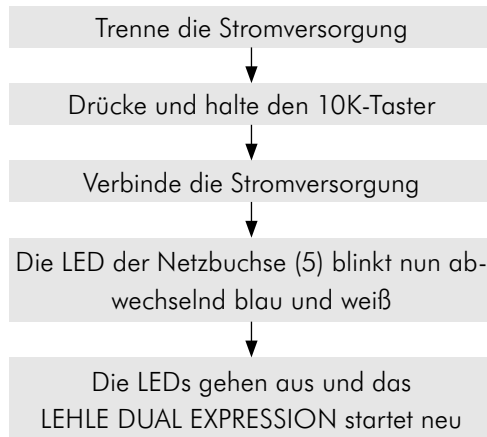 Trenne die Stromversorgung
Drücke und halte den 10K-Taster
Verbinde die Stromversorgung
Die LED der Netzbuchse (5) blinkt nun ab-
wechselnd blau und weiß
Die LEDs gehen aus und das
LEHLE DUAL EXPRESSION startet neu